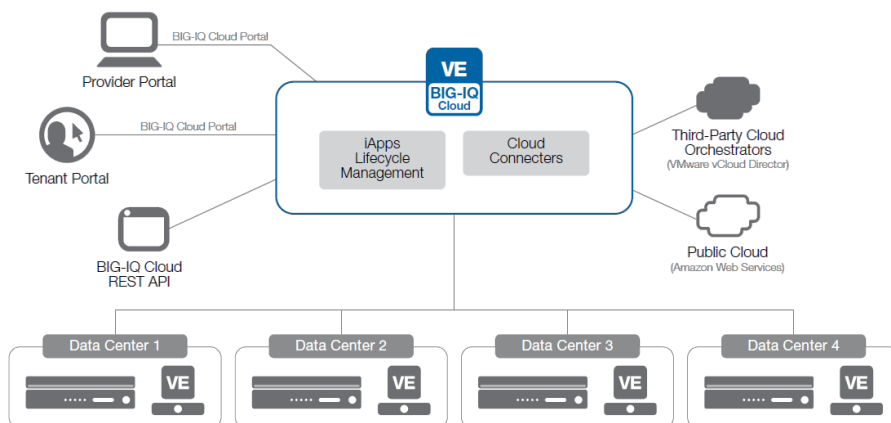 BIG-IQ Cloud Portal
Provider Portal
BIG-IQ Cloud Portal
Tenant Portal
BIG-IQ Cloud
REST API
VE
BIG-IQ
Cloud
iApps
Lifecycle
Management
Cloud
Connecters
Third-Party Cloud
Orchestrators
(VMware vCloud Director)
Public Cloud
(Amazon Web Services)
Data Center 1
VE
Data Center 2
VE
Data Center 3
VE
Data Center 4
VE